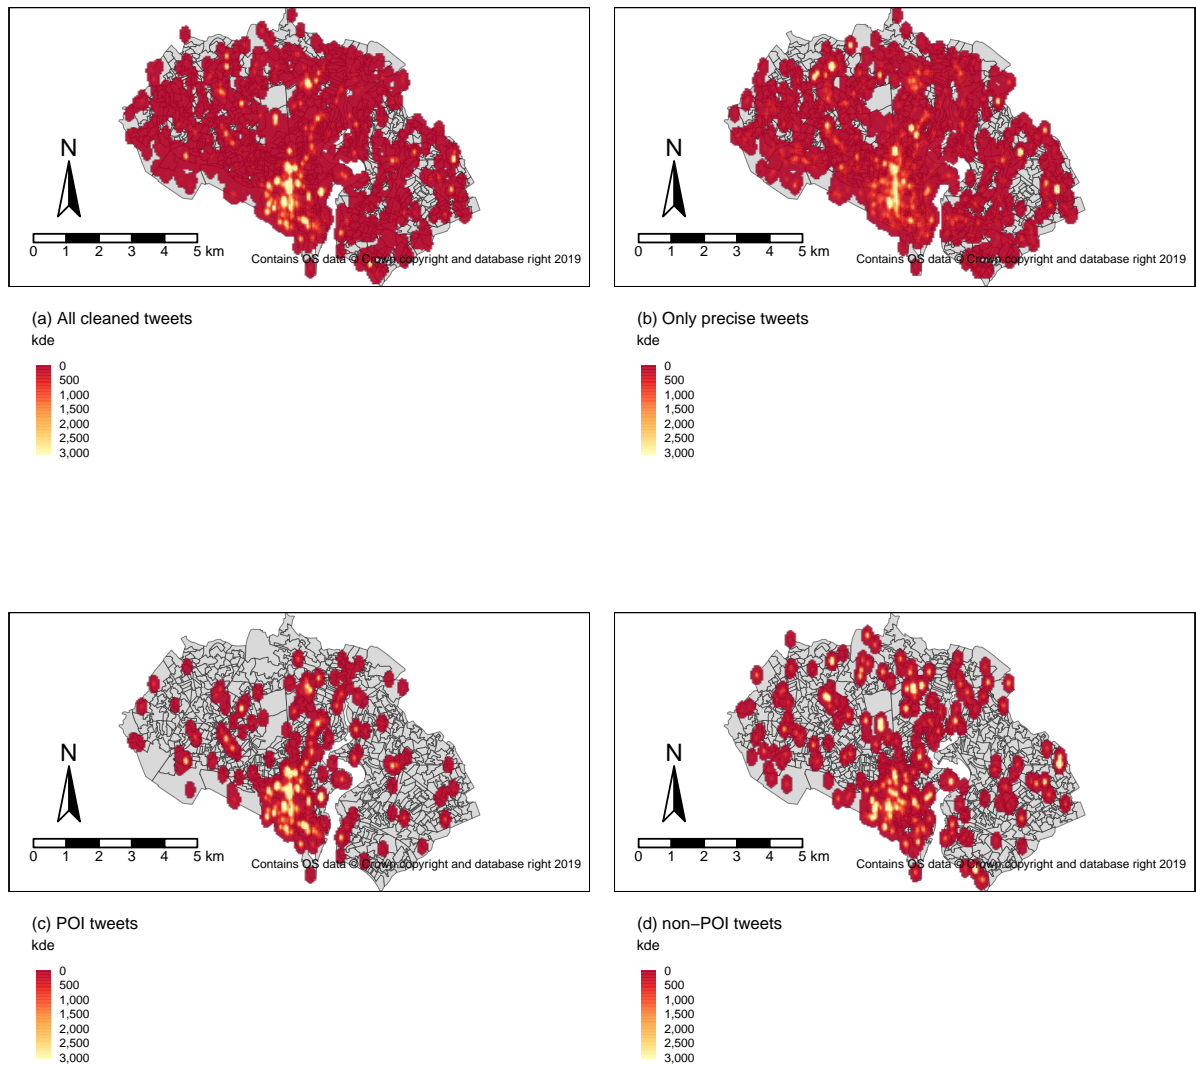 N
0 1 2 3 4 5 km
Contains OS data © Crown copyright and database right 2019
(a) All cleaned tweets
kde
0
500
1,000
1,500
2,000
2,500
3,000
N
0 1 2 3 4 5 km
Contains OS data © Crown copyright and database right 2019
(b) Only precise tweets
kde
0
500
1,000
1,500
2,000
2,500
3,000
N
0 1 2 3 4 5 km
Contains OS data © Crown copyright and database right 2019
(c) POI tweets
kde
0
500
1,000
1,500
2,000
2,500
3,000
N
0 1 2 3 4 5 km
Contains OS data © Crown copyright and database right 2019
(d) non−POI tweets
kde
0
500
1,000
1,500
2,000
2,500
3,000